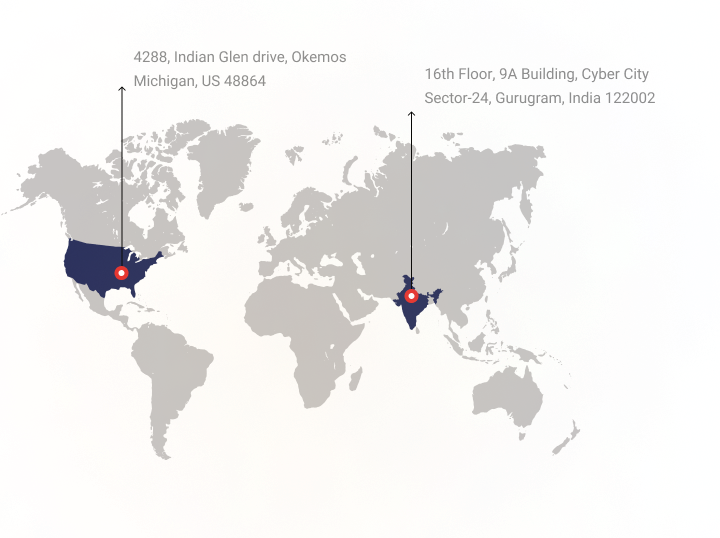 4288, Indian Glen drive, Okemos
Michigan, US 48864
16th Floor, 9A Building, Cyber City
Sector-24, Gurugram, India 122002